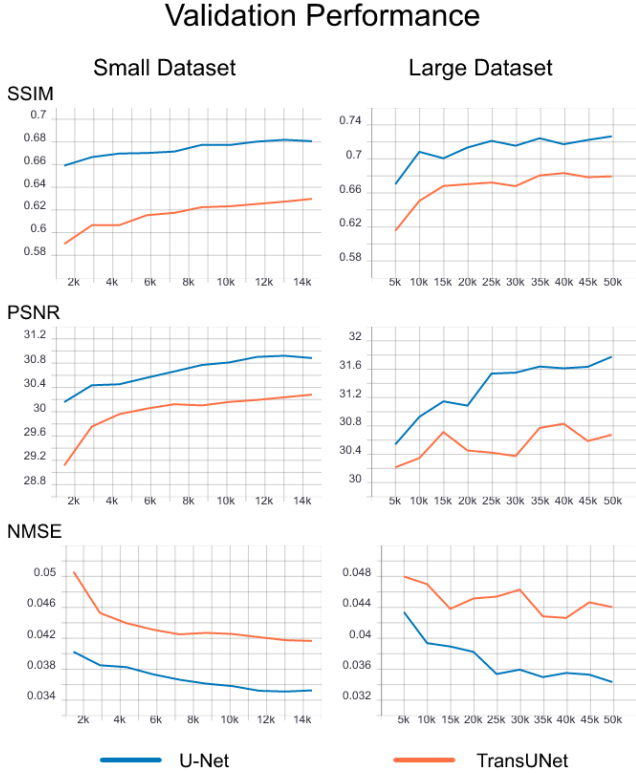 Validation Performance
Small Dataset
Large Dataset
SSIM
0.7
0.68
0.66
0.64
0.62
0.6
0.58
2k 4k 6k 8k 10k 12k 14k
0.74
0.7
0.66
0.62
0.58
5k 10k 15k 20k 25k 30k 35k 40k 45k 50k
PSNR
31.2
30.8
30.4
30
29.6
29.2
28.8
2k 4k 6k 8k 10k 12k 14k
32
31.6
31.2
30.8
30.4
30
5k 10k 15k 20k 25k 30k 35k 40k 45k 50k
NMSE
0.05
0.046
0.042
0.038
0.034
2k 4k 6k 8k 10k 12k 14k
0.048
0.044
0.04
0.036
0.032
5k 10k 15k 20k 25k 30k 35k 40k 45k 50k
U-Net
TransUNet